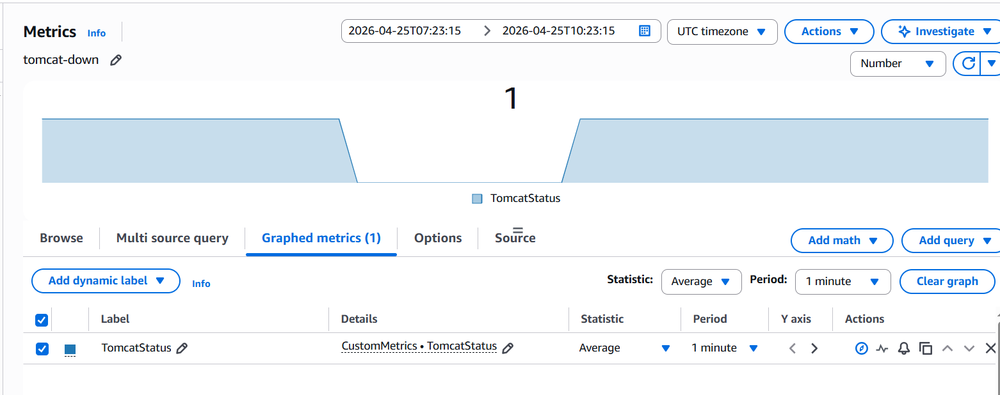 Metrics Info 2026-04-25T07:23:15 2026-04-25T10:23:15 UTC timezone Actions Investigate
tomcat-down Number
1
TomcatStatus
Browse Multi source query Graphed metrics (1) Options Source Add math Add query
Add dynamic label Info Statistic: Average Period: 1 minute Clear graph
Label Details Statistic Period Y axis Actions
TomcatStatus CustomMetrics • TomcatStatus Average 1 minute